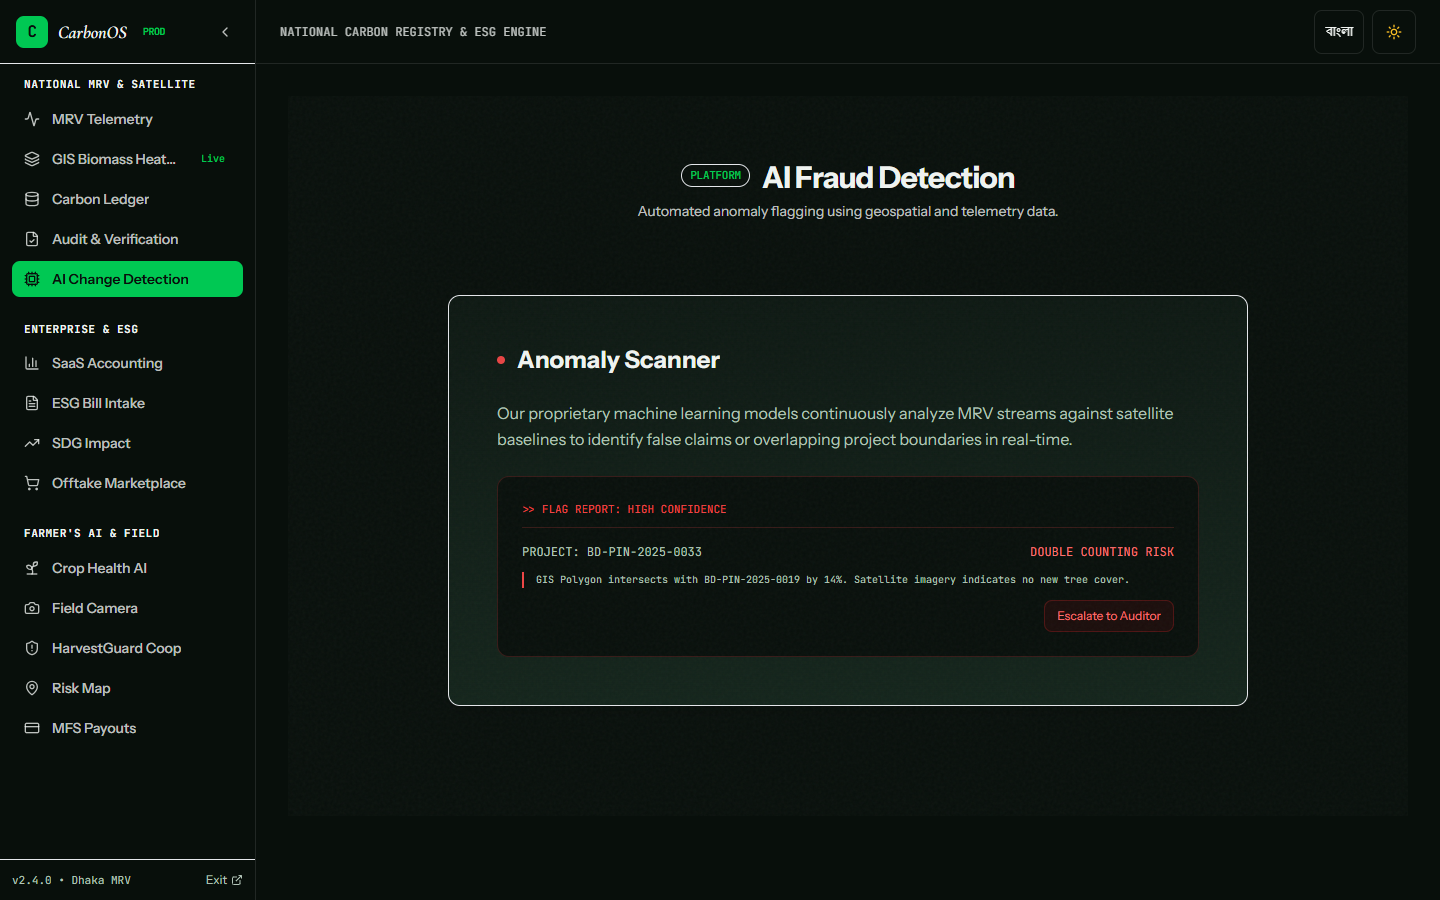 C CarbonOS PROD
NATIONAL CARBON REGISTRY & ESG ENGINE
বাংলা
NATIONAL MRV & SATELLITE
MRV Telemetry
GIS Biomass Heat... Live
Carbon Ledger
Audit & Verification
AI Change Detection
ENTERPRISE & ESG
SaaS Accounting
ESG Bill Intake
SDG Impact
Offtake Marketplace
FARMER'S AI & FIELD
Crop Health AI
Field Camera
HarvestGuard Coop
Risk Map
MFS Payouts
v2.4.0 • Dhaka MRV Exit
PLATFORM AI Fraud Detection
Automated anomaly flagging using geospatial and telemetry data.
Anomaly Scanner
Our proprietary machine learning models continuously analyze MRV streams against satellite
baselines to identify false claims or overlapping project boundaries in real-time.
>> FLAG REPORT: HIGH CONFIDENCE
PROJECT: BD-PIN-2025-0033 DOUBLE COUNTING RISK
GIS Polygon intersects with BD-PIN-2025-0019 by 14%. Satellite imagery indicates no new tree cover.
Escalate to Auditor